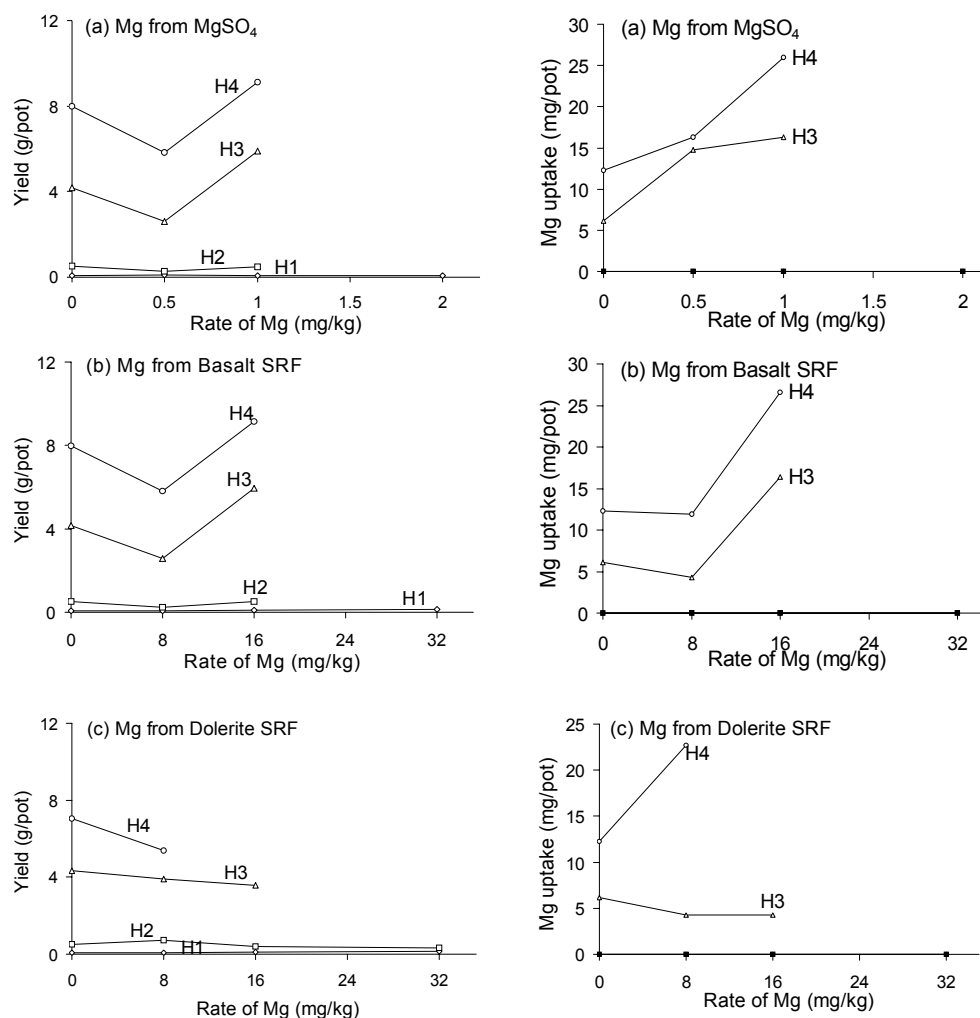 (a) Mg from MgSO₄
12
8
4
0
Yield (g/pot)
H4
H3
H2
H1
0 0.5 1 1.5 2
Rate of Mg (mg/kg)
(a) Mg from MgSO₄
30
25
20
15
10
5
0
Mg uptake (mg/pot)
H4
H3
0 0.5 1 1.5 2
Rate of Mg (mg/kg)
(b) Mg from Basalt SRF
12
8
4
0
Yield (g/pot)
H4
H3
H2
H1
0 8 16 24 32
Rate of Mg (mg/kg)
(b) Mg from Basalt SRF
30
25
20
15
10
5
0
Mg uptake (mg/pot)
H4
H3
0 8 16 24 32
Rate of Mg (mg/kg)
(c) Mg from Dolerite SRF
12
8
4
0
Yield (g/pot)
H4
H3
H2
H1
0 8 16 24 32
Rate of Mg (mg/kg)
(c) Mg from Dolerite SRF
25
20
15
10
5
0
Mg uptake (mg/pot)
H4
H3
0 8 16 24 32
Rate of Mg (mg/kg)